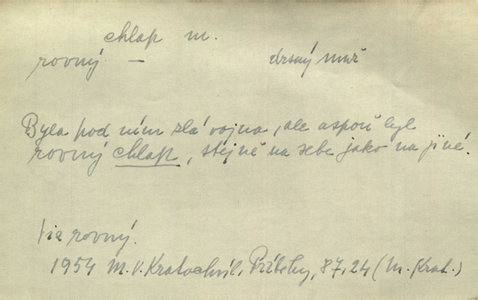 chlap m.
rovný – drsný muž
Byla pod ním zlá vojna, ale aspoň byl
rovný chlap, stejně na sebe jako na jiné.
Viz rovný.
1954 M. V. Kratochvíl, Příběhy, 87, 24 (M. Krat.)